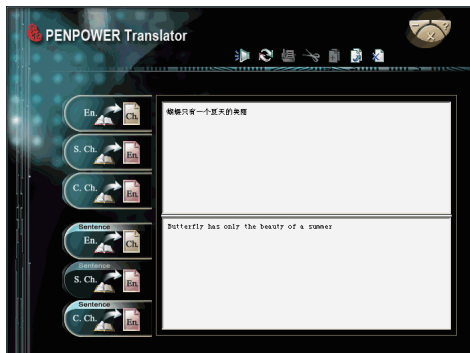 PENPOWER Translator
?
En.
Ch.
S. Ch.
En.
C. Ch.
En.
Sentence
En.
Ch.
Sentence
S. Ch.
En.
Sentence
C. Ch.
En.
蝴蝶只有一个夏天的美丽
Butterfly has only the beauty of a summer